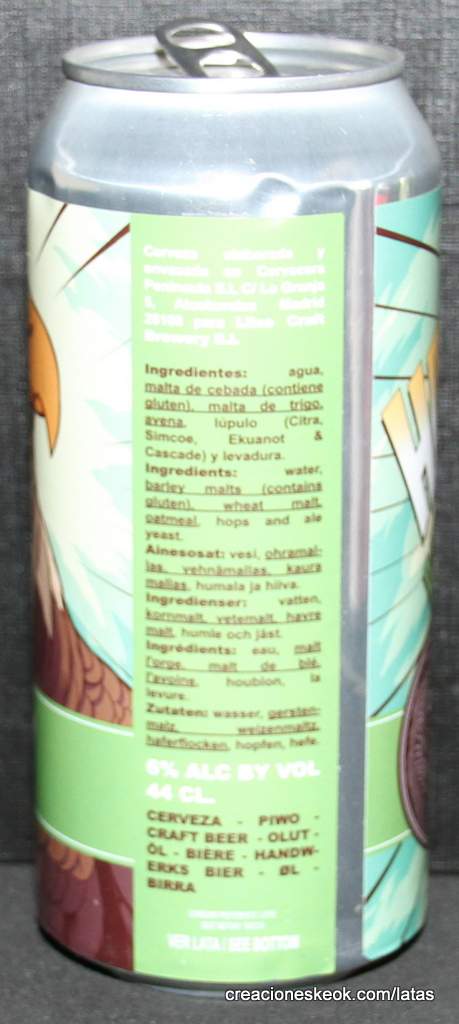 Cerveza elaborada y
envasada en Cervecera
Península S.L C/ La Granja
Madrid
para Craft
Brewery S.L
Ingredientes: agua,
malta de cebada (contiene
gluten), malta de trigo,
avena, lúpulo (Citra,
Simcoe, Ekuanot &
Cascade) y levadura.
Ingredients: water,
barley malts (contains
gluten), wheat malt,
oatmeal, hops and ale
yeast.
Ainesosat: vesi, ohramal-
las, vehnämallas, kaura
mallas, humala ja hiiva.
Ingredienser: vatten,
kornmalt, vetemalt, havre
malt, humle och jäst.
Ingrédients: eau, malt
l'orge, malt de blé,
l'avoine, houblon, la
levure.
Zutaten: wasser, gersten-
malz, weizenmaltz,
haferflocken, hopfen, hefe.
6% ALC BY VOL
44 CL.
CERVEZA - PIWO -
CRAFT BEER - OLUT -
ÖL - BIÈRE - HANDW-
ERKS BIER - ØL -
BIRRA
VER LATA / SEE BOTTOM
H
creacioneskeok.com/latas